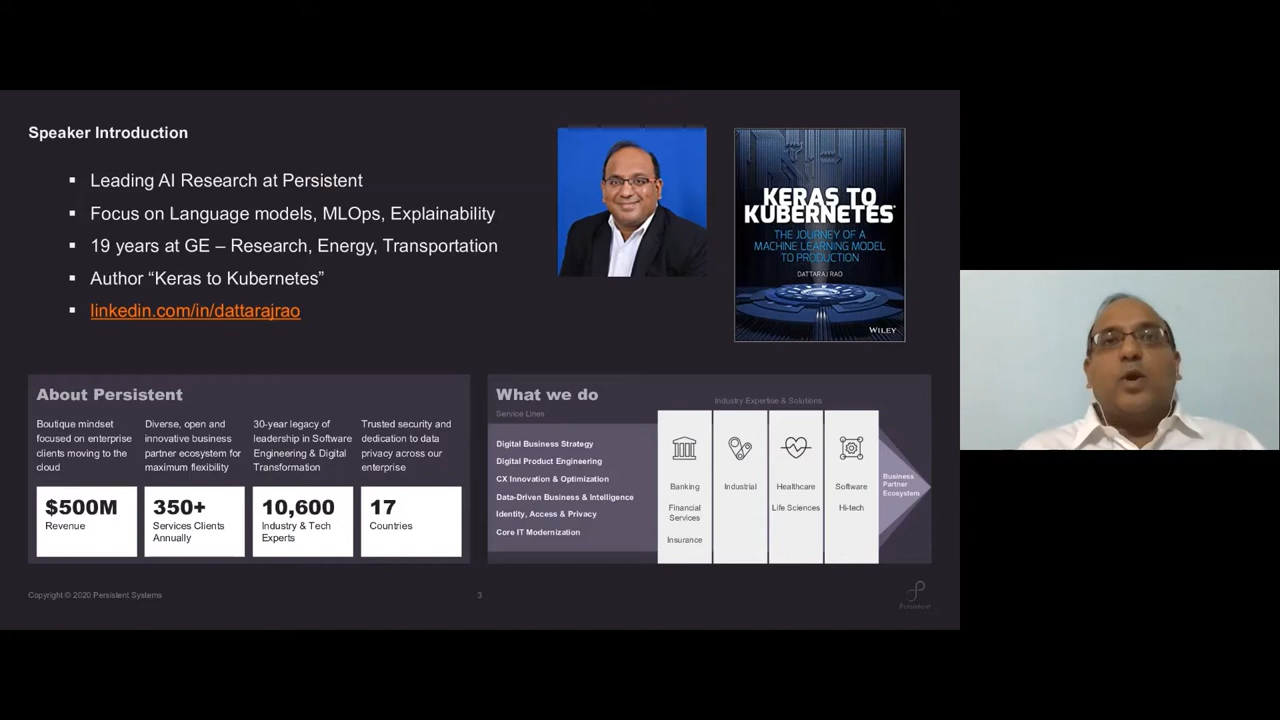 Speaker Introduction
▪ Leading AI Research at Persistent
▪ Focus on Language models, MLOps, Explainability
▪ 19 years at GE – Research, Energy, Transportation
▪ Author “Keras to Kubernetes”
▪ linkedin.com/in/dattarajrao
KERAS TO
KUBERNETES
THE JOURNEY OF A
MACHINE LEARNING MODEL
TO PRODUCTION
DATTARAJ RAO
WILEY
About Persistent
Boutique mindset
focused on enterprise
clients moving to the
cloud
Diverse, open and
innovative business
partner ecosystem for
maximum flexibility
30-year legacy of
leadership in Software
Engineering & Digital
Transformation
Trusted security and
dedication to data
privacy across our
enterprise
$500M
Revenue
350+
Services Clients
Annually
10,600
Industry & Tech
Experts
17
Countries
What we do
Service Lines
Digital Business Strategy
Digital Product Engineering
CX Innovation & Optimization
Data-Driven Business & Intelligence
Identity, Access & Privacy
Core IT Modernization
Industry Expertise & Solutions
Banking
Financial
Services
Insurance
Industrial
Healthcare
Life Sciences
Software
Hi-tech
Business
Partner
Ecosystem
Copyright © 2020 Persistent Systems
3
Persistent